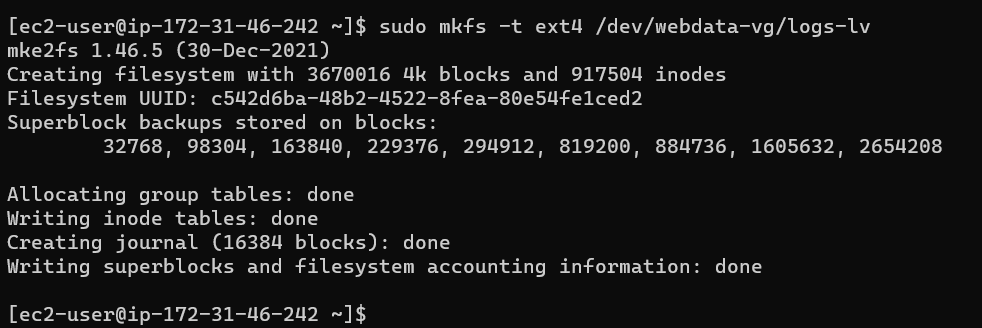 [ec2-user@ip-172-31-46-242 ~]$ sudo mkfs -t ext4 /dev/webdata-vg/logs-lv
mke2fs 1.46.5 (30-Dec-2021)
Creating filesystem with 3670016 4k blocks and 917504 inodes
Filesystem UUID: c542d6ba-48b2-4522-8fea-80e54fe1ced2
Superblock backups stored on blocks:
        32768, 98304, 163840, 229376, 294912, 819200, 884736, 1605632, 2654208
Allocating group tables: done
Writing inode tables: done
Creating journal (16384 blocks): done
Writing superblocks and filesystem accounting information: done
[ec2-user@ip-172-31-46-242 ~]$